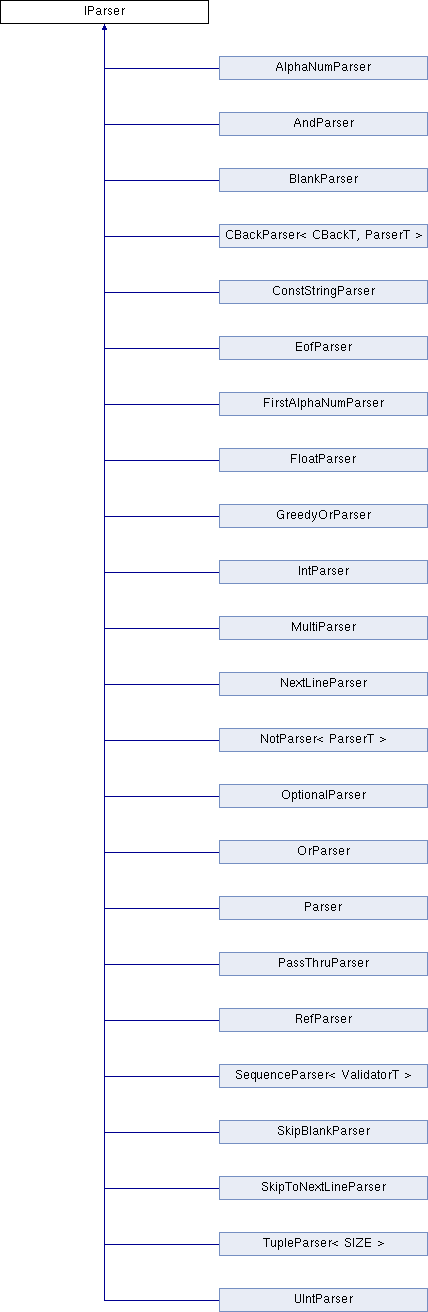 IParser
AlphaNumParser
AndParser
BlankParser
CBackParser< CBackT, ParserT >
ConstStringParser
EofParser
FirstAlphaNumParser
FloatParser
GreedyOrParser
IntParser
MultiParser
NextLineParser
NotParser< ParserT >
OptionalParser
OrParser
Parser
PassThruParser
RefParser
SequenceParser< ValidatorT >
SkipBlankParser
SkipToNextLineParser
TupleParser< SIZE >
UIntParser